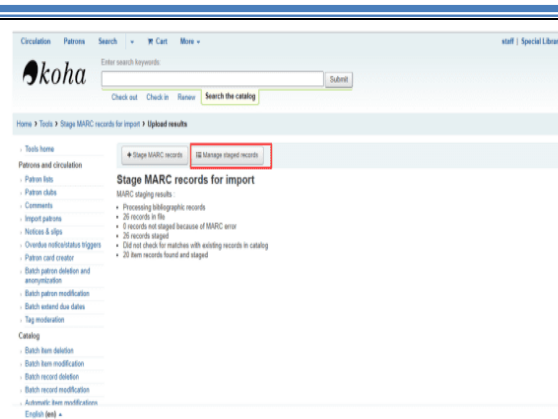 Circulation Patrons Search Cart More
staff | Special Librar
koha
Enter search keywords:
Submit
Check out Check in Renew Search the catalog
Home › Tools › Stage MARC records for import › Upload results
Tools home
Patrons and circulation
Patron lists
Patron clubs
Comments
Import patrons
Notices & slips
Overdue notice/status triggers
Patron card creator
Batch patron deletion and
anonymization
Batch patron modification
Batch extend due dates
Tag moderation
Catalog
Batch item deletion
Batch item modification
Batch record deletion
Batch record modification
Automatic item modifications
English (en)
+ Stage MARC records Manage staged records
Stage MARC records for import
MARC staging results :
Processing bibliographic records
26 records in file
0 records not staged because of MARC error
26 records staged
Did not check for matches with existing records in catalog
20 item records found and staged